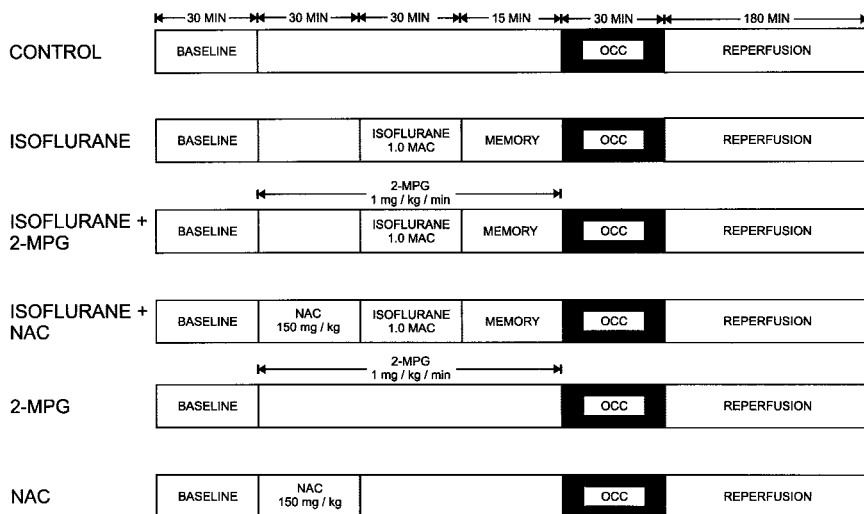 30 MIN 30 MIN 30 MIN 15 MIN 30 MIN 180 MIN
CONTROL BASELINE OCC REPERFUSION
ISOFLURANE BASELINE ISOFLURANE 1.0 MAC MEMORY OCC REPERFUSION
2-MPG
1 mg / kg / min
ISOFLURANE + 2-MPG BASELINE ISOFLURANE 1.0 MAC MEMORY OCC REPERFUSION
ISOFLURANE + NAC BASELINE NAC 150 mg / kg ISOFLURANE 1.0 MAC MEMORY OCC REPERFUSION
2-MPG
1 mg / kg / min
2-MPG BASELINE OCC REPERFUSION
NAC BASELINE NAC 150 mg / kg OCC REPERFUSION